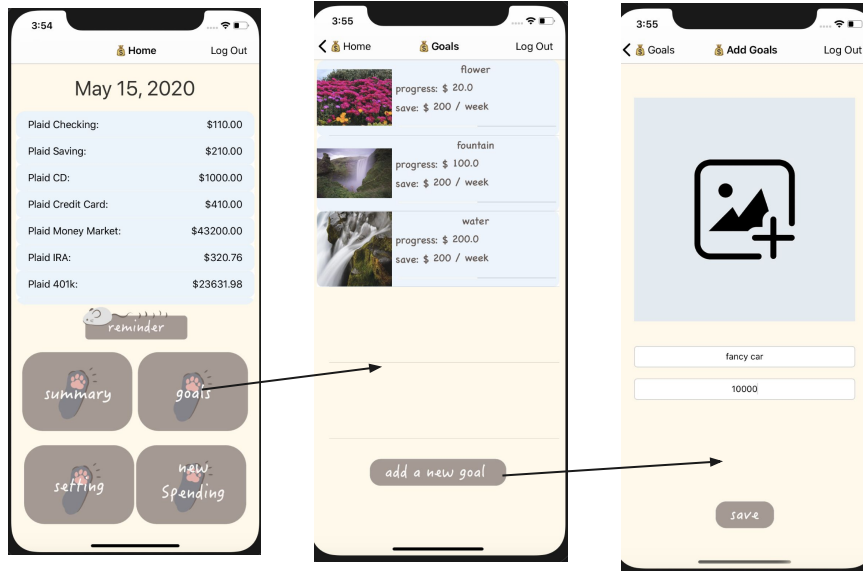 3:54
Home
Log Out
May 15, 2020
Plaid Checking: $110.00
Plaid Saving: $210.00
Plaid CD: $1000.00
Plaid Credit Card: $410.00
Plaid Money Market: $43200.00
Plaid IRA: $320.76
Plaid 401k: $23631.98
reminder
summary
goals
setting
new
Spending
3:55
Home
Goals
Log Out
flower
progress: $ 20.0
save: $ 200 / week
fountain
progress: $ 100.0
save: $ 200 / week
water
progress: $ 200.0
save: $ 200 / week
add a new goal
3:55
Goals
Add Goals
Log Out
fancy car
10000
save